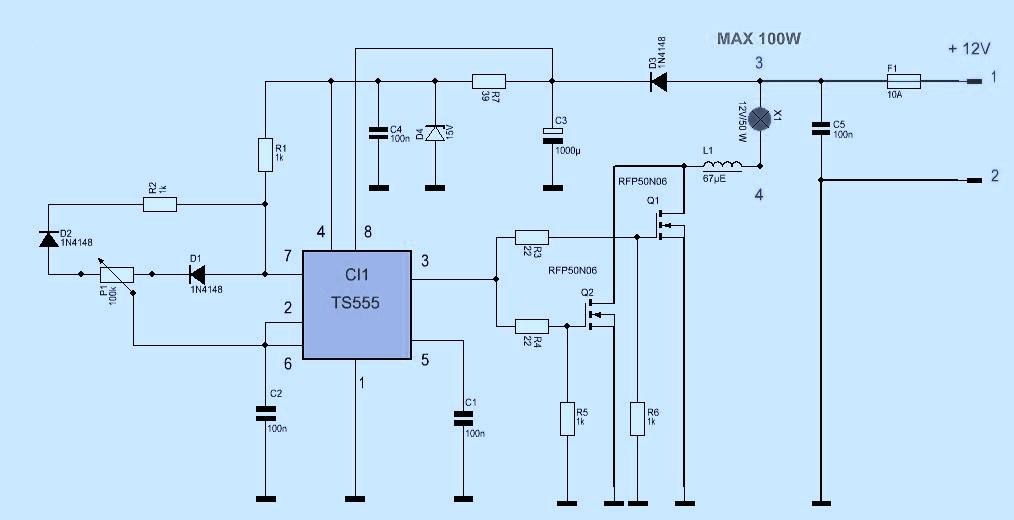 MAX 100W
+ 12V
3
F1
10A
1
D3
1N4148
R7
39
C4
100n
D4
15V
C3
1000µ
X1
12V/50 W
C5
100n
R1
1k
L1
67µE
2
R2
1k
RFP50N06
4
Q1
D2
1N4148
4
8
R3
22
D1
1N4148
7
CI1
TS555
3
RFP50N06
P1
100k
Q2
2
R4
22
6
5
1
C2
100n
C1
100n
R5
1k
R6
1k